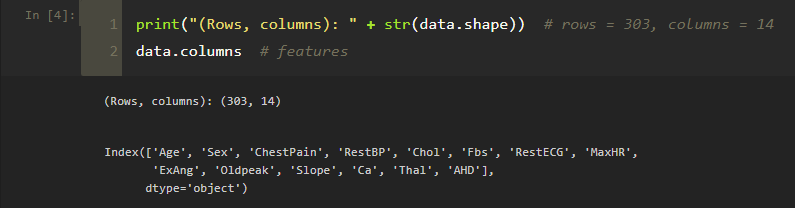 In [4]:
1 print("(Rows, columns): " + str(data.shape))  # rows = 303, columns = 14
2 data.columns  # features
(Rows, columns): (303, 14)
Index(['Age', 'Sex', 'ChestPain', 'RestBP', 'Chol', 'Fbs', 'RestECG', 'MaxHR',
'ExAng', 'Oldpeak', 'Slope', 'Ca', 'Thal', 'AHD'],
dtype='object')